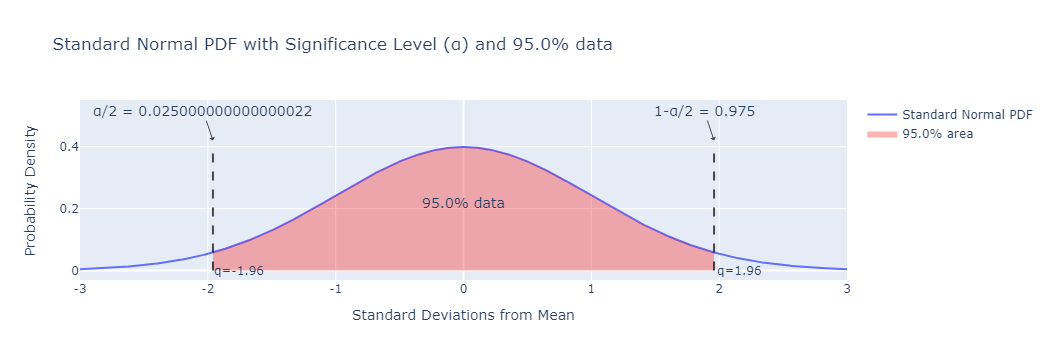 Standard Normal PDF with Significance Level (α) and 95.0% data
α/2 = 0.025000000000000022
1-α/2 = 0.975
Standard Normal PDF
95.0% area
Probability Density
0.4
0.2
0
95.0% data
q=-1.96
q=1.96
-3
-2
-1
0
1
2
3
Standard Deviations from Mean